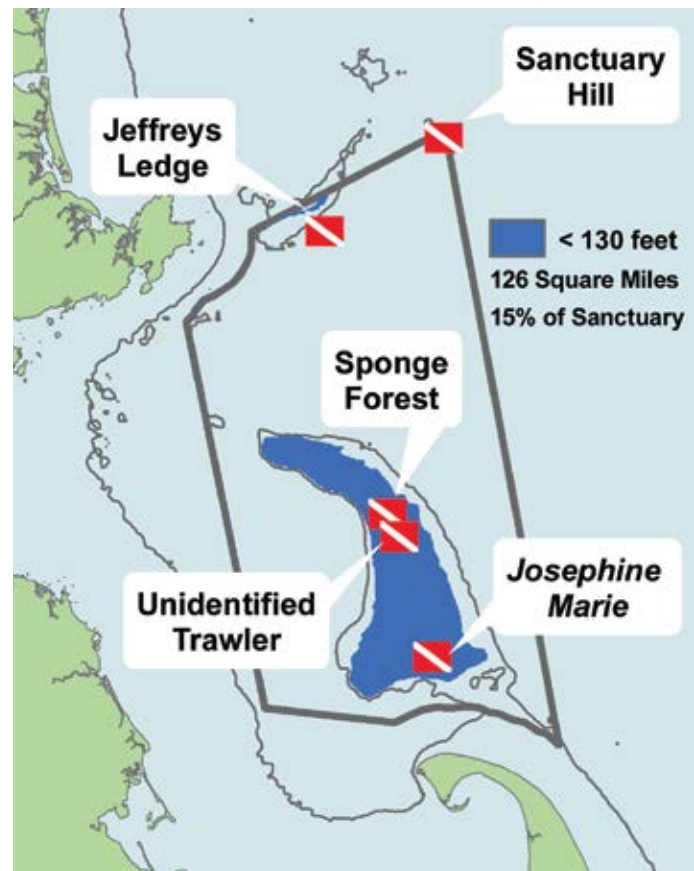 Sanctuary
Hill
Jeffreys
Ledge
< 130 feet
126 Square Miles
15% of Sanctuary
Sponge
Forest
Josephine
Marie
Unidentified
Trawler